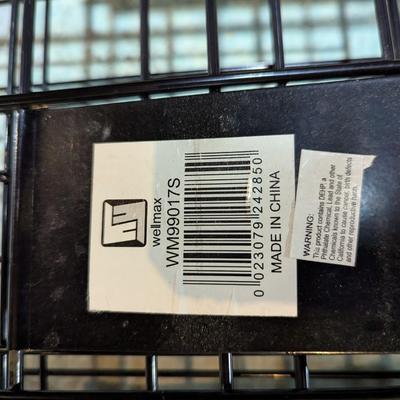 wellmax
WM99017S
0 023079 242850
MADE IN CHINA
WARNING:
This product contains DEHP, a
Phthalate Chemical, Lead and other
Chemicals known to the State of
California to cause cancer, birth defects
and other reproductive harm.